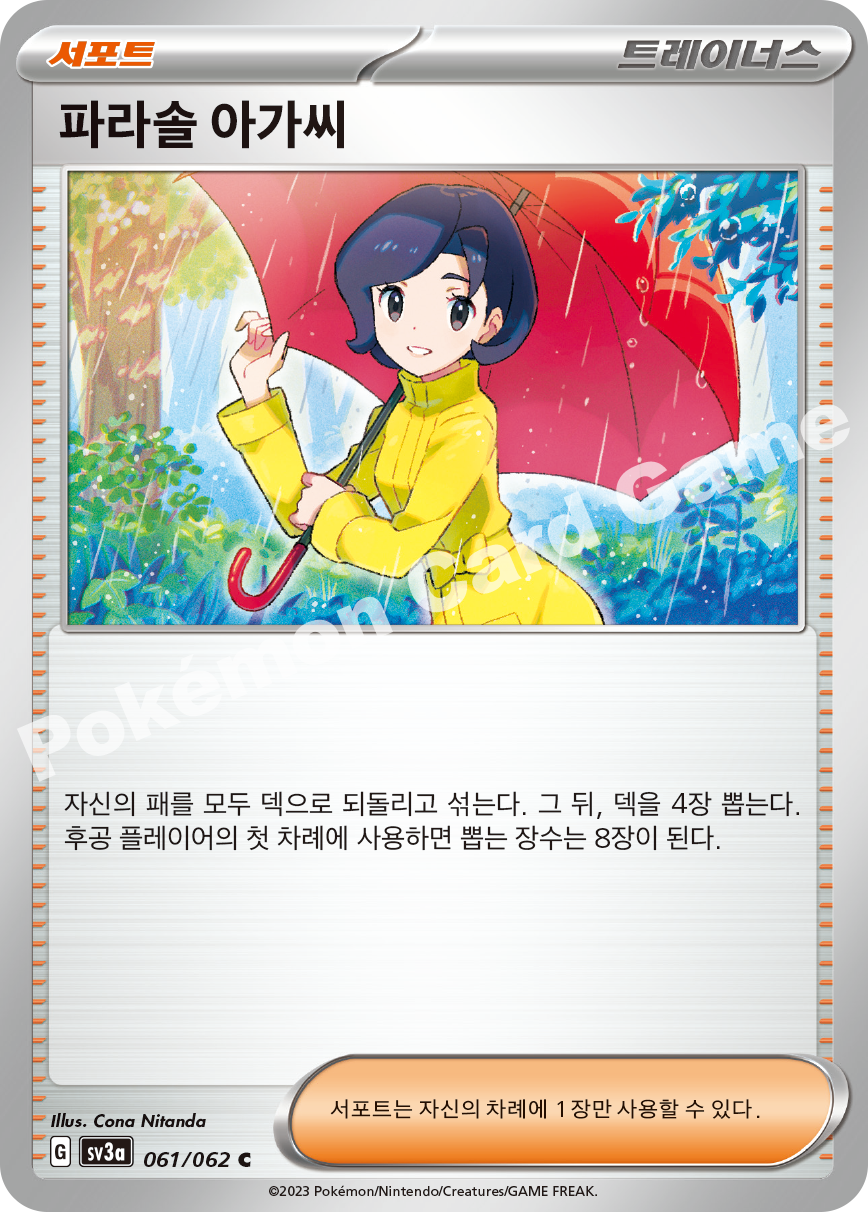 서포트
트레이너스
파라솔 아가씨
Pokémon Card Game
자신의 패를 모두 덱으로 되돌리고 섞는다. 그 뒤, 덱을 4장 뽑는다.
후공 플레이어의 첫 차례에 사용하면 뽑는 장수는 8장이 된다.
서포트는 자신의 차례에 1장만 사용할 수 있다.
Illus. Cona Nitanda
G sv3a 061/062 C
©2023 Pokémon/Nintendo/Creatures/GAME FREAK.